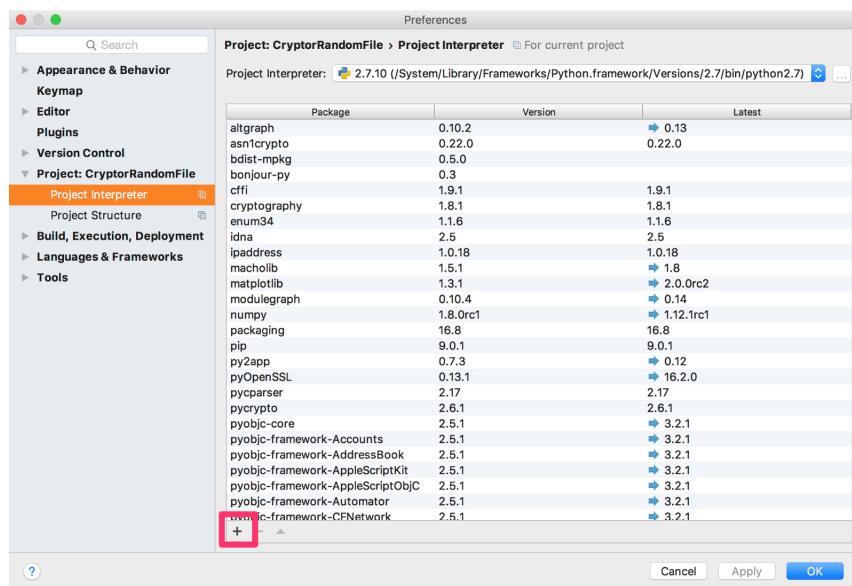 Preferences
Search
Appearance & Behavior
Keymap
Editor
Plugins
Version Control
Project: CryptorRandomFile
Project Interpreter
Project Structure
Build, Execution, Deployment
Languages & Frameworks
Tools
Project: CryptorRandomFile › Project Interpreter For current project
Project Interpreter: 2.7.10 (/System/Library/Frameworks/Python.framework/Versions/2.7/bin/python2.7) ...
Package Version Latest
altgraph 0.10.2 0.13
asn1crypto 0.22.0 0.22.0
bdist-mpkg 0.5.0
bonjour-py 0.3
cffi 1.9.1 1.9.1
cryptography 1.8.1 1.8.1
enum34 1.1.6 1.1.6
idna 2.5 2.5
ipaddress 1.0.18 1.0.18
macholib 1.5.1 1.8
matplotlib 1.3.1 2.0.0rc2
modulegraph 0.10.4 0.14
numpy 1.8.0rc1 1.12.1rc1
packaging 16.8 16.8
pip 9.0.1 9.0.1
py2app 0.7.3 0.12
pyOpenSSL 0.13.1 16.2.0
pycparser 2.17 2.17
pycrypto 2.6.1 2.6.1
pyobjc-core 2.5.1 3.2.1
pyobjc-framework-Accounts 2.5.1 3.2.1
pyobjc-framework-AddressBook 2.5.1 3.2.1
pyobjc-framework-AppleScriptKit 2.5.1 3.2.1
pyobjc-framework-AppleScriptObjC 2.5.1 3.2.1
pyobjc-framework-Automator 2.5.1 3.2.1
pyobjc-framework-CFNetwork 2.5.1 3.2.1
+ −
?
Cancel Apply OK